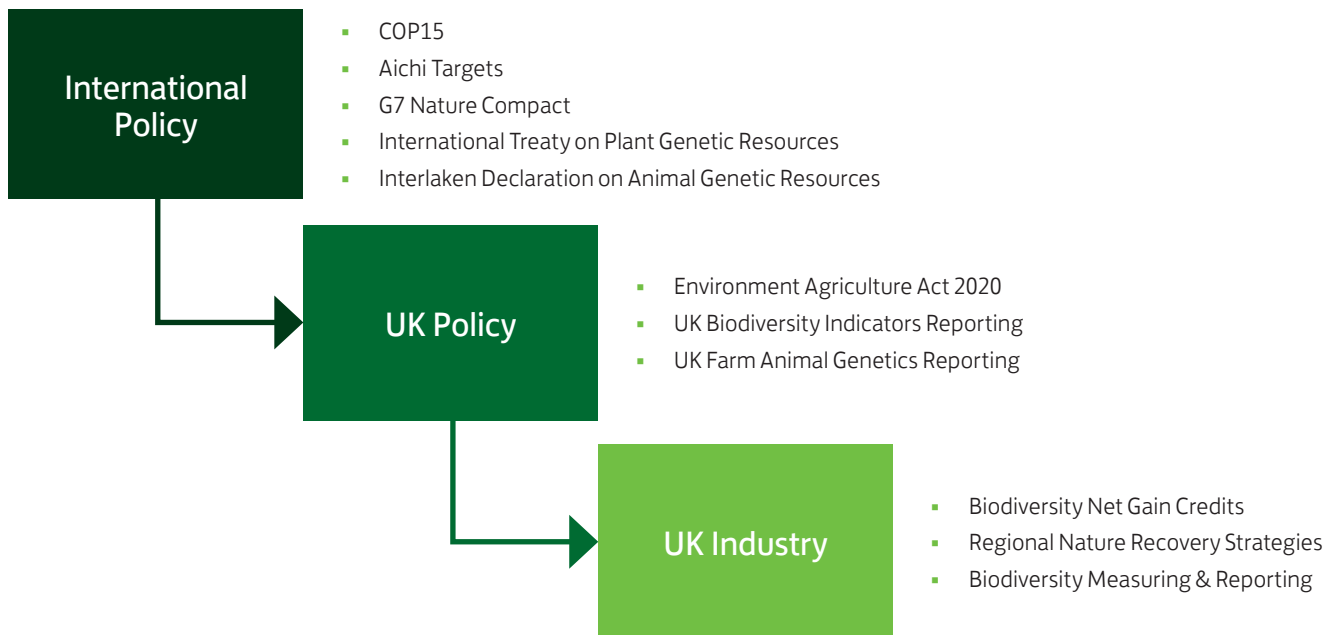 International
Policy
COP15
Aichi Targets
G7 Nature Compact
International Treaty on Plant Genetic Resources
Interlaken Declaration on Animal Genetic Resources
UK Policy
Environment Agriculture Act 2020
UK Biodiversity Indicators Reporting
UK Farm Animal Genetics Reporting
UK Industry
Biodiversity Net Gain Credits
Regional Nature Recovery Strategies
Biodiversity Measuring & Reporting